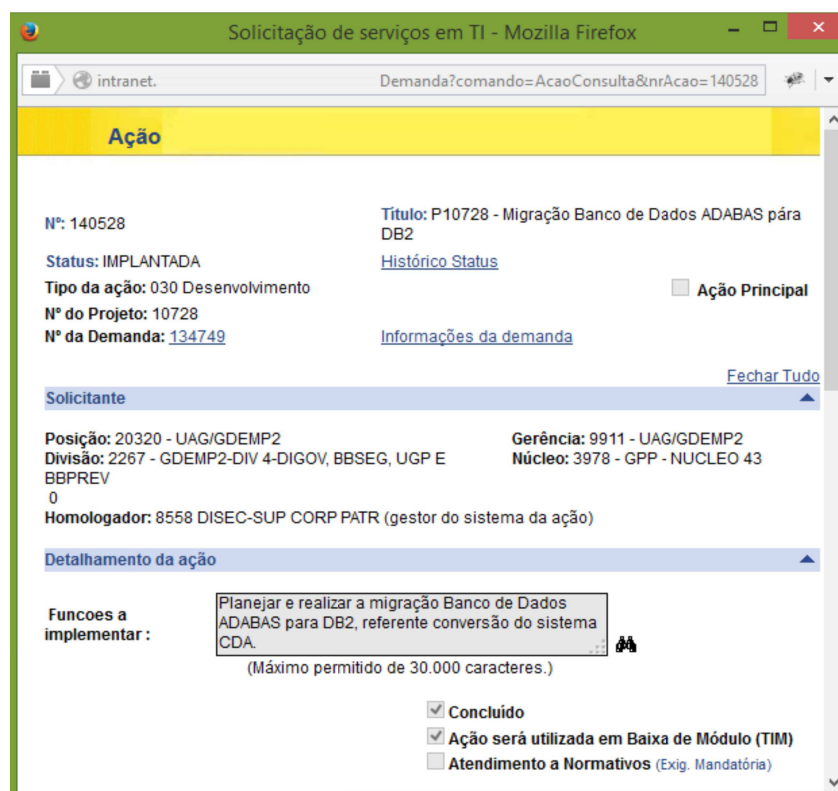 Solicitação de serviços em TI - Mozilla Firefox
intranet. Demanda?comando=AcaoConsulta&nrAcao=140528
Ação
Nº: 140528
Título: P10728 - Migração Banco de Dados ADABAS pára
DB2
Status: IMPLANTADA
Histórico Status
Tipo da ação: 030 Desenvolvimento
Ação Principal
Nº do Projeto: 10728
Nº da Demanda: 134749
Informações da demanda
Fechar Tudo
Solicitante
Posição: 20320 - UAG/GDEMP2
Gerência: 9911 - UAG/GDEMP2
Divisão: 2267 - GDEMP2-DIV 4-DIGOV, BBSEG, UGP E
BBPREV
Núcleo: 3978 - GPP - NUCLEO 43
0
Homologador: 8558 DISEC-SUP CORP PATR (gestor do sistema da ação)
Detalhamento da ação
Funcoes a
implementar :
Planejar e realizar a migração Banco de Dados
ADABAS para DB2, referente conversão do sistema
CDA.
(Máximo permitido de 30.000 caracteres.)
Concluído
Ação será utilizada em Baixa de Módulo (TIM)
Atendimento a Normativos (Exig. Mandatória)